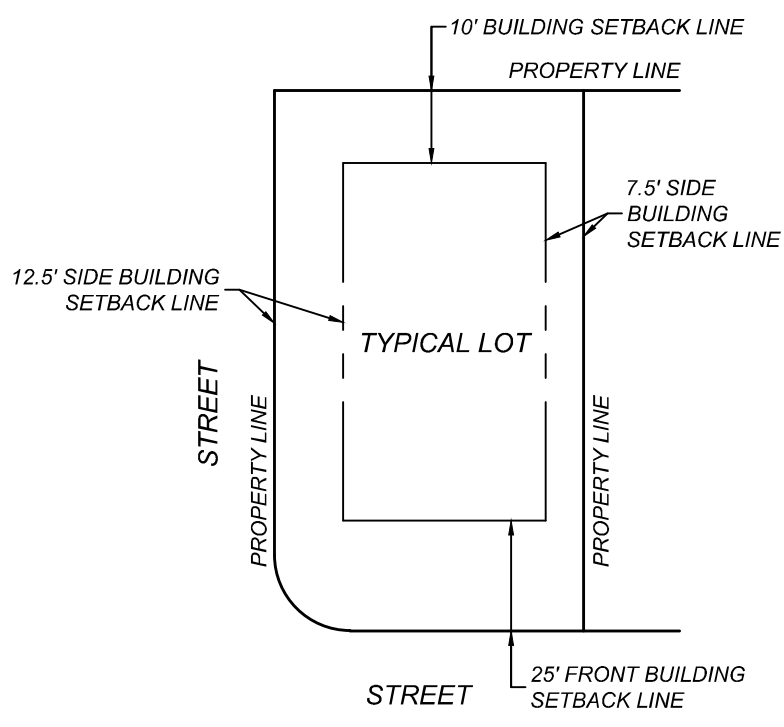 10' BUILDING SETBACK LINE
PROPERTY LINE
7.5' SIDE
BUILDING
SETBACK LINE
12.5' SIDE BUILDING
SETBACK LINE
TYPICAL LOT
STREET
PROPERTY LINE
PROPERTY LINE
25' FRONT BUILDING
SETBACK LINE
STREET